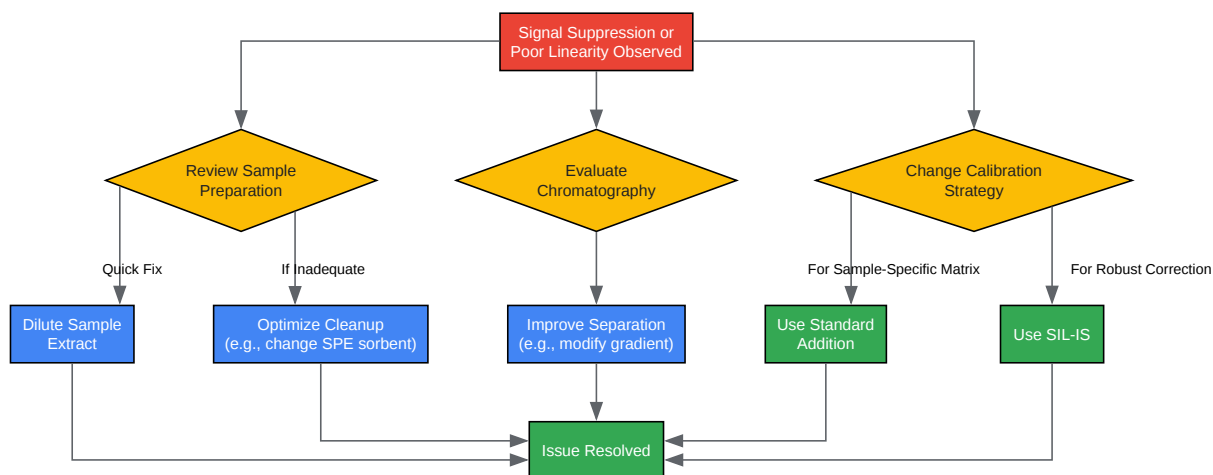 Signal Suppression or
Poor Linearity Observed
Review Sample
Preparation
Evaluate
Chromatography
Change Calibration
Strategy
Quick Fix
If Inadequate
For Sample-Specific Matrix
For Robust Correction
Dilute Sample
Extract
Optimize Cleanup
(e.g., change SPE sorbent)
Improve Separation
(e.g., modify gradient)
Use Standard
Addition
Use SIL-IS
Issue Resolved